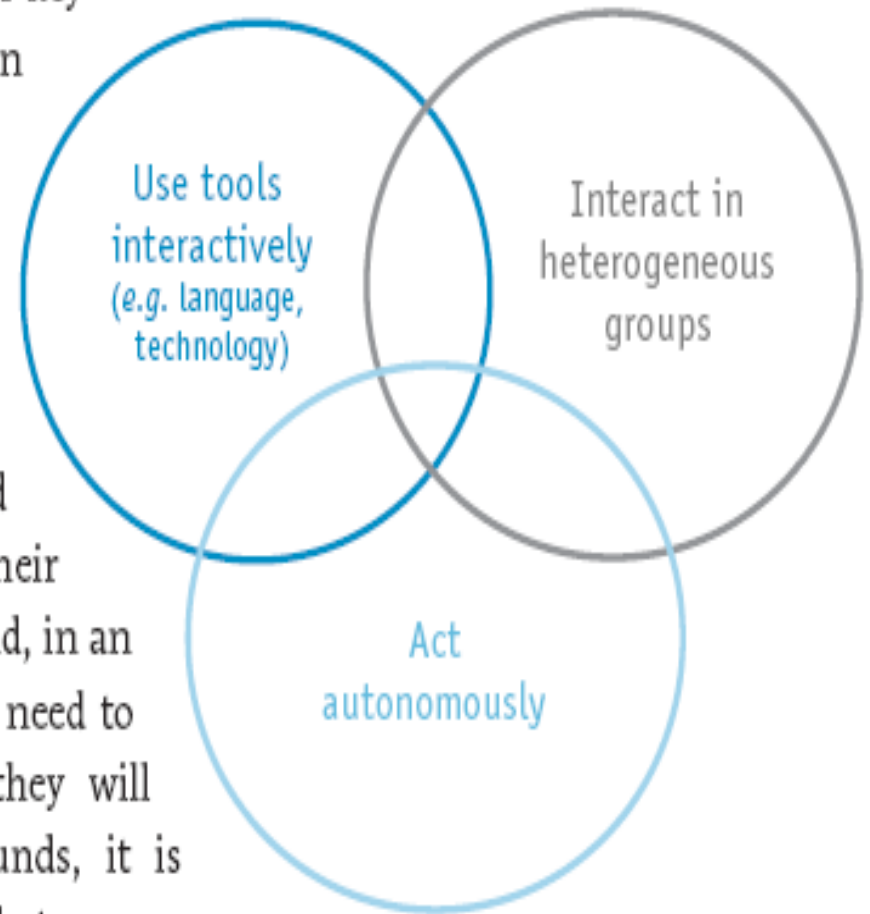 n
Use tools
interactively
(e.g. language,
technology)
Interact in
heterogeneous
groups
Act
autonomously
d
heir
d, in an
need to
they will
unds, it is